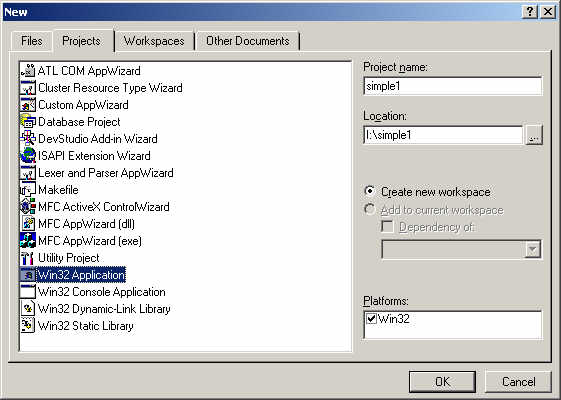 New
Files
Projects
Workspaces
Other Documents
ATL COM AppWizard
Cluster Resource Type Wizard
Custom AppWizard
Database Project
DevStudio Add-in Wizard
ISAPI Extension Wizard
Lexer and Parser AppWizard
Makefile
MFC ActiveX ControlWizard
MFC AppWizard (dll)
MFC AppWizard (exe)
Utility Project
Win32 Application
Win32 Console Application
Win32 Dynamic-Link Library
Win32 Static Library
Project name:
simple1
Location:
I:\simple1
...
Create new workspace
Add to current workspace
Dependency of:
Platforms:
Win32
OK
Cancel